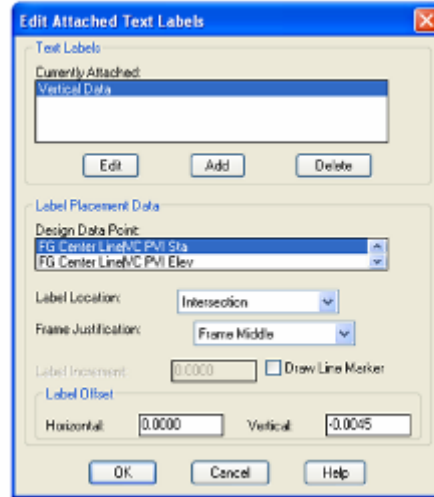 Edit Attached Text Labels
Text Labels
Currently Attached:
Vertical Data
Edit Add Delete
Label Placement Data
Design Data Point:
FG Center Line|VC PVI Sta
FG Center Line|VC PVI Elev
Label Location: Intersection
Frame Justification: Frame Middle
Label Increment: 0.0000 Draw Line Marker
Label Offset
Horizontal: 0.0000 Vertical: -0.0045
OK Cancel Help